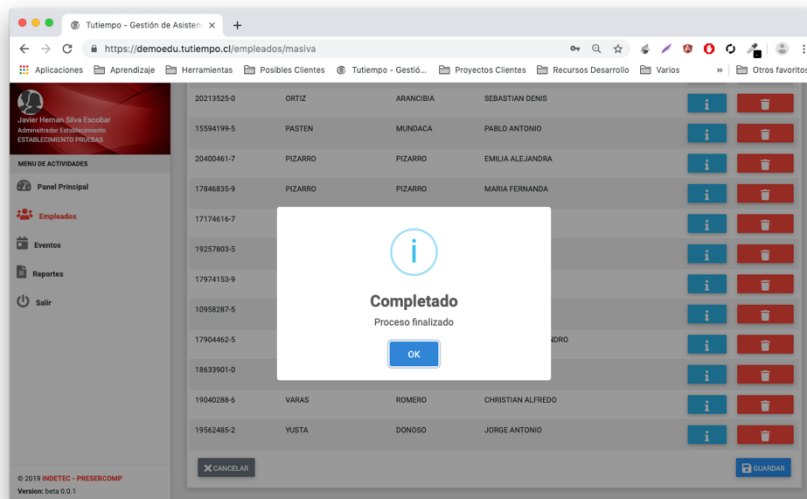 Tutiempo - Gestión de Asisten
https://demoedu.tutiempo.cl/empleados/masiva
Aplicaciones Aprendizaje Herramientas Posibles Clientes Tutiempo - Gestió... Proyectos Clientes Recursos Desarrollo Varios » Otros favoritos
Javier Hernan Silva Escobar
Adminsitrador Establecimiento
ESTABLECIMIENTO PRUEBAS
MENU DE ACTIVIDADES
Panel Principal
Empleados
Eventos
Reportes
Salir
20213525-0 ORTIZ ARANCIBIA SEBASTIAN DENIS
15594199-5 PASTEN MUNDACA PABLO ANTONIO
20400461-7 PIZARRO PIZARRO EMILIA ALEJANDRA
17846835-9 PIZARRO PIZARRO MARIA FERNANDA
17174616-7
19257803-5
17974153-9
10958287-5
17904462-5
18633901-0
19040288-6 VARAS ROMERO CHRISTIAN ALFREDO
19562485-2 YUSTA DONOSO JORGE ANTONIO
Completado
Proceso finalizado
OK
CANCELAR
GUARDAR
© 2019 INDETEC - PRESERCOMP
Version: beta 0.0.1